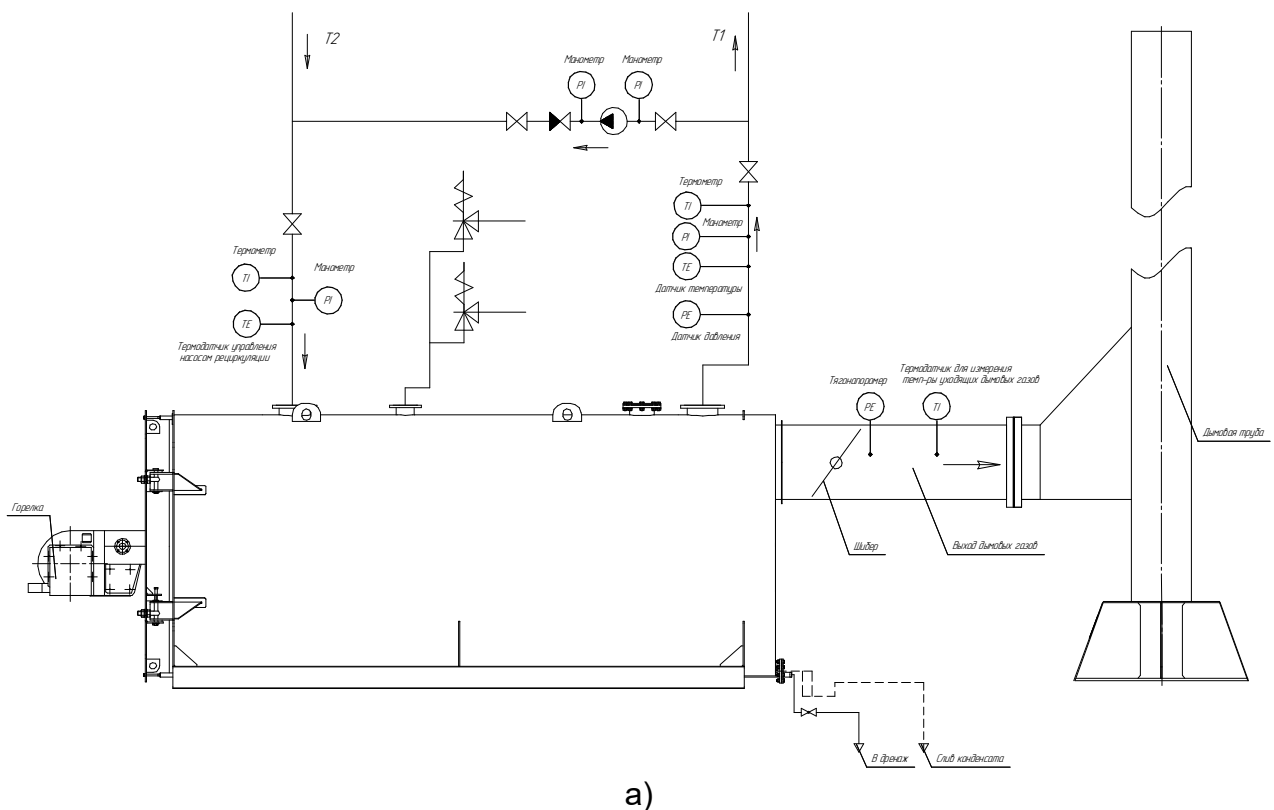 T2
T1
Манометр
Манометр
PI
PI
Термометр
TI
Манометр
PI
TE
Датчик температуры
PE
Датчик давления
Термометр
TI
Манометр
PI
TE
Термодатчик управления
насосом рециркуляции
Тягонапоромер
PE
Термодатчик для измерения
темп-ры уходящих дымовых газов
TI
Дымовая труба
Горелка
Шибер
Выход дымовых газов
В дренаж
Слив конденсата
а)